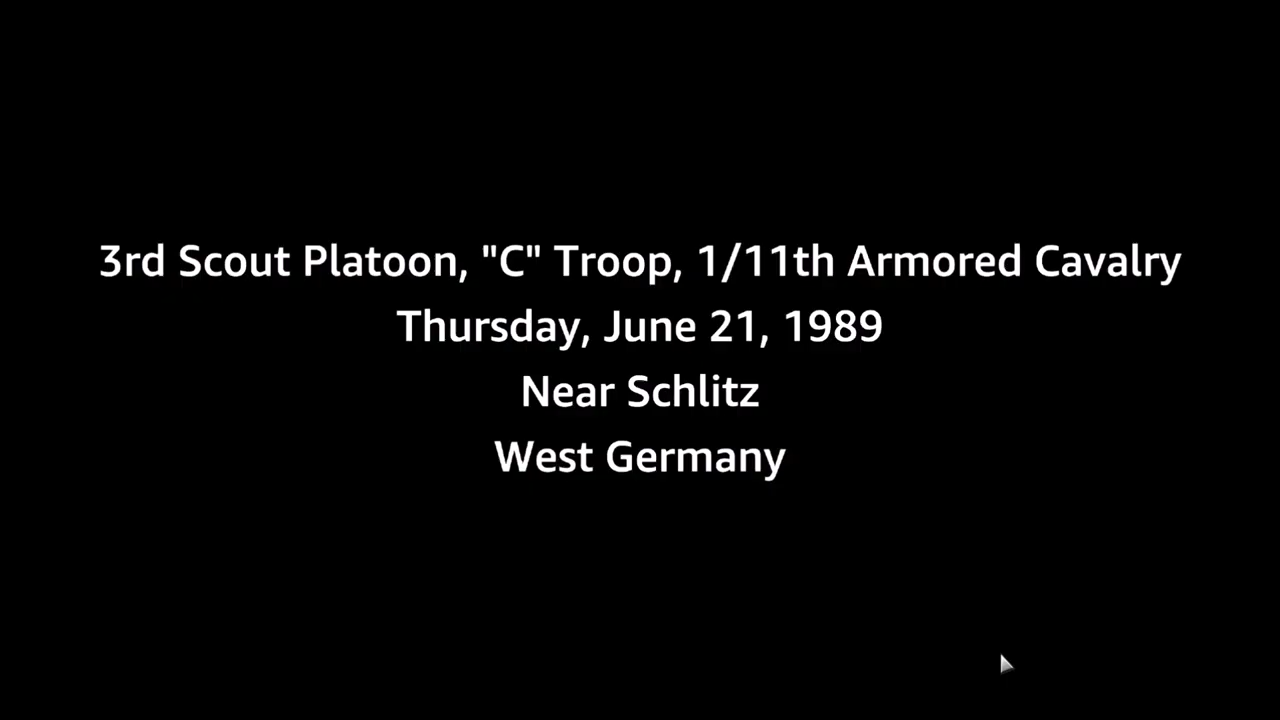 3rd Scout Platoon, "C" Troop, 1/11th Armored Cavalry
Thursday, June 21, 1989
Near Schlitz
West Germany